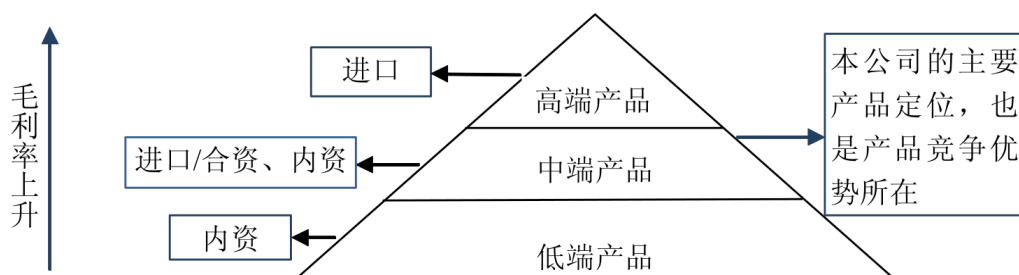 毛利率上升
进口
高端产品
进口/合资、内资
中端产品
内资
低端产品
本公司的主要
产品定位，也
是产品竞争优
势所在